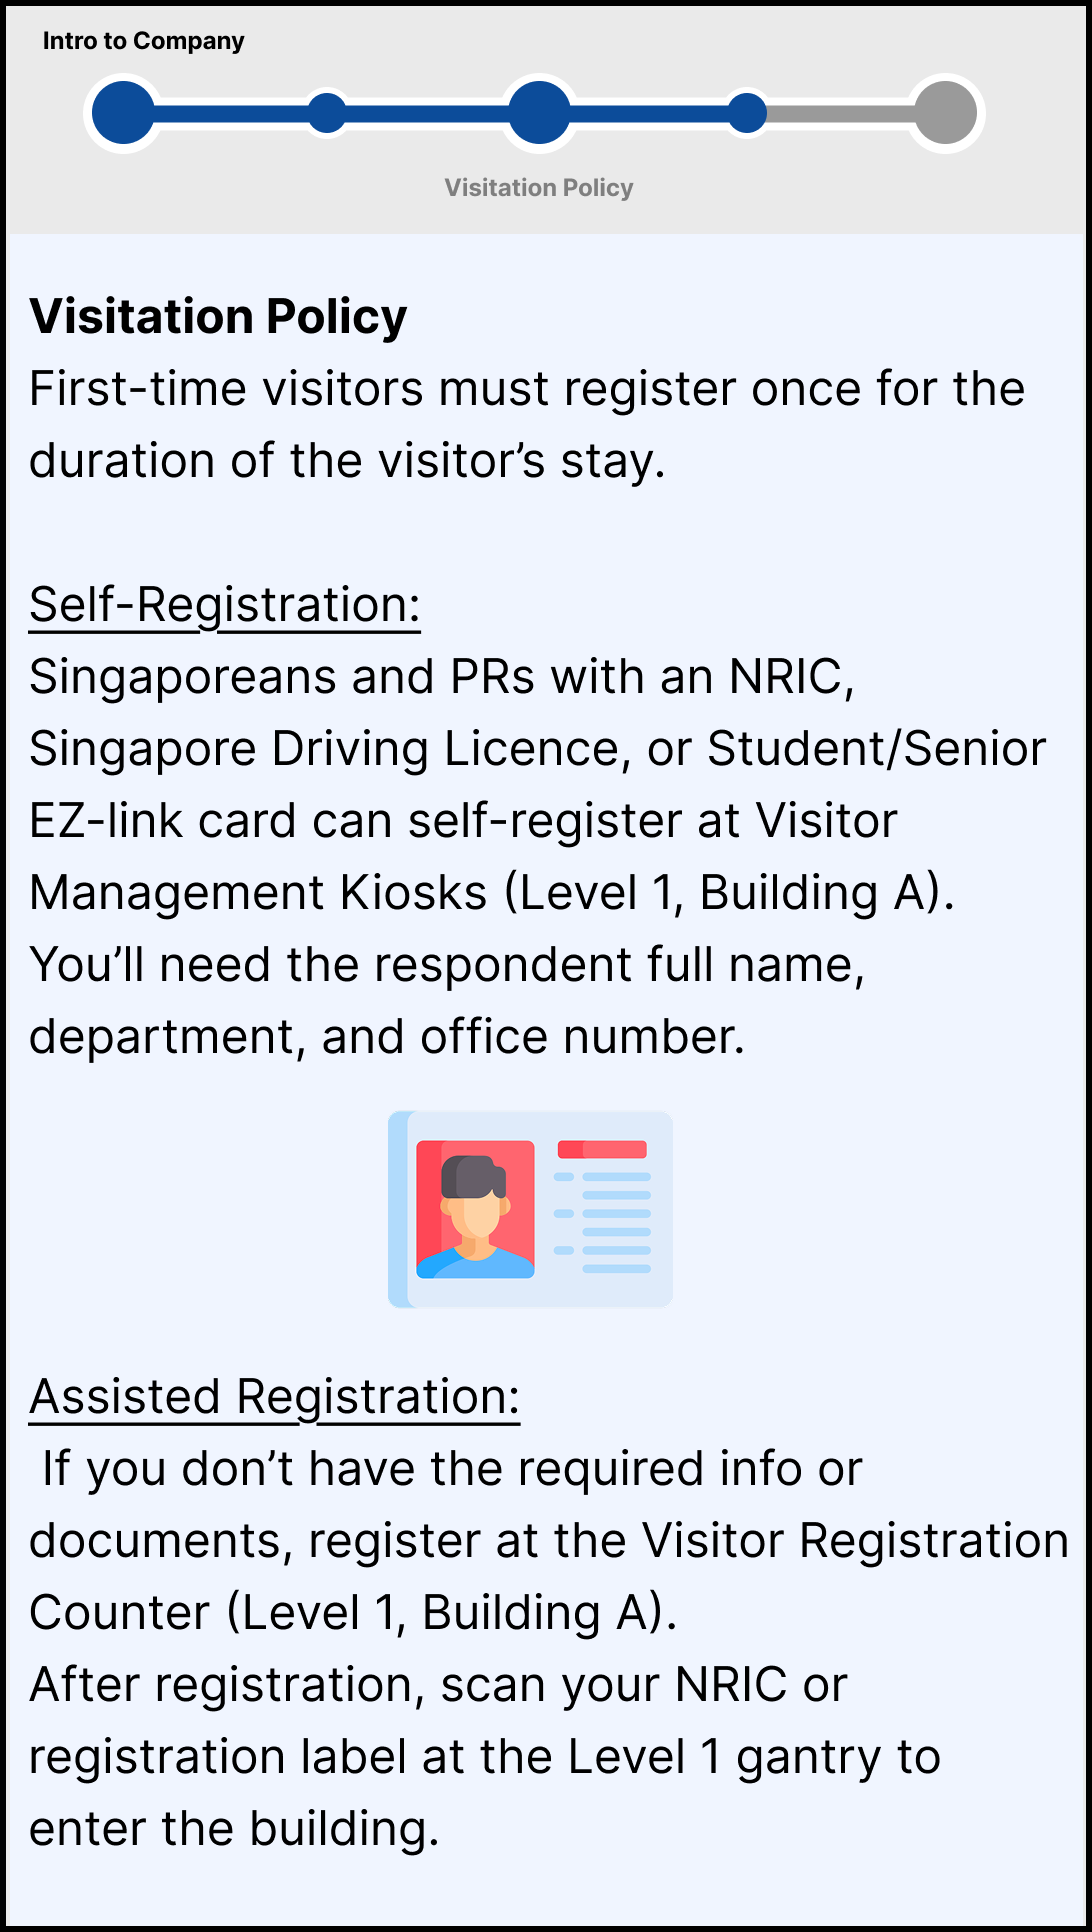 Intro to Company
Visitation Policy
Visitation Policy
First-time visitors must register once for the
duration of the visitor’s stay.
Self-Registration:
Singaporeans and PRs with an NRIC,
Singapore Driving Licence, or Student/Senior
EZ-link card can self-register at Visitor
Management Kiosks (Level 1, Building A).
You’ll need the respondent full name,
department, and office number.
Assisted Registration:
If you don’t have the required info or
documents, register at the Visitor Registration
Counter (Level 1, Building A).
After registration, scan your NRIC or
registration label at the Level 1 gantry to
enter the building.